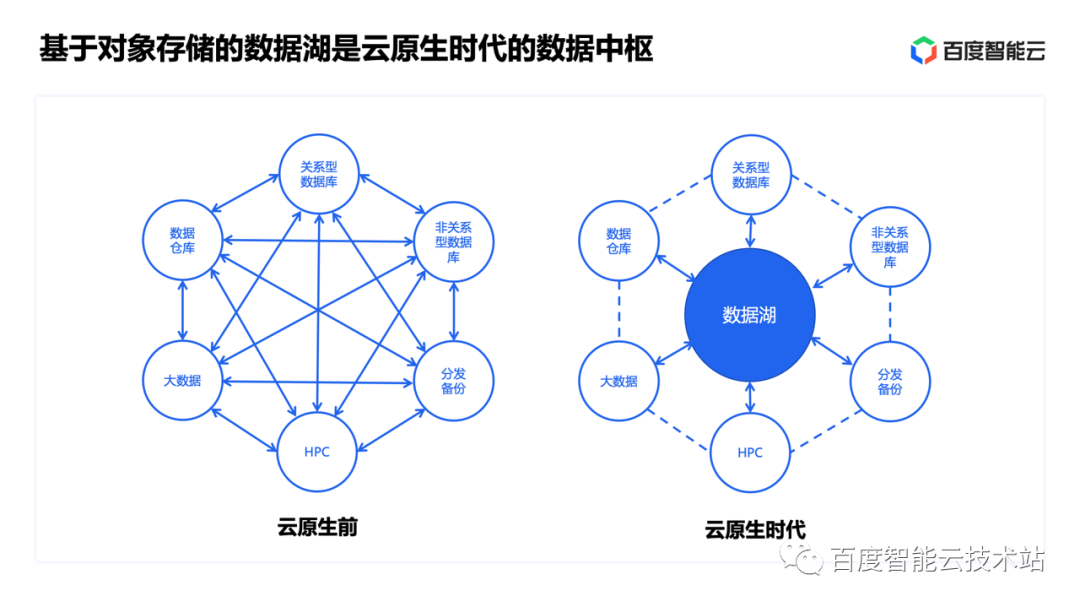 基于对象存储的数据湖是云原生时代的数据中枢
百度智能云
关系型
数据库
数据
仓库
非关系
型数据
库
大数据
分发
备份
HPC
云原生前
关系型
数据库
数据
仓库
非关系
型数据
库
数据湖
大数据
分发
备份
HPC
云原生时代
百度智能云技术站